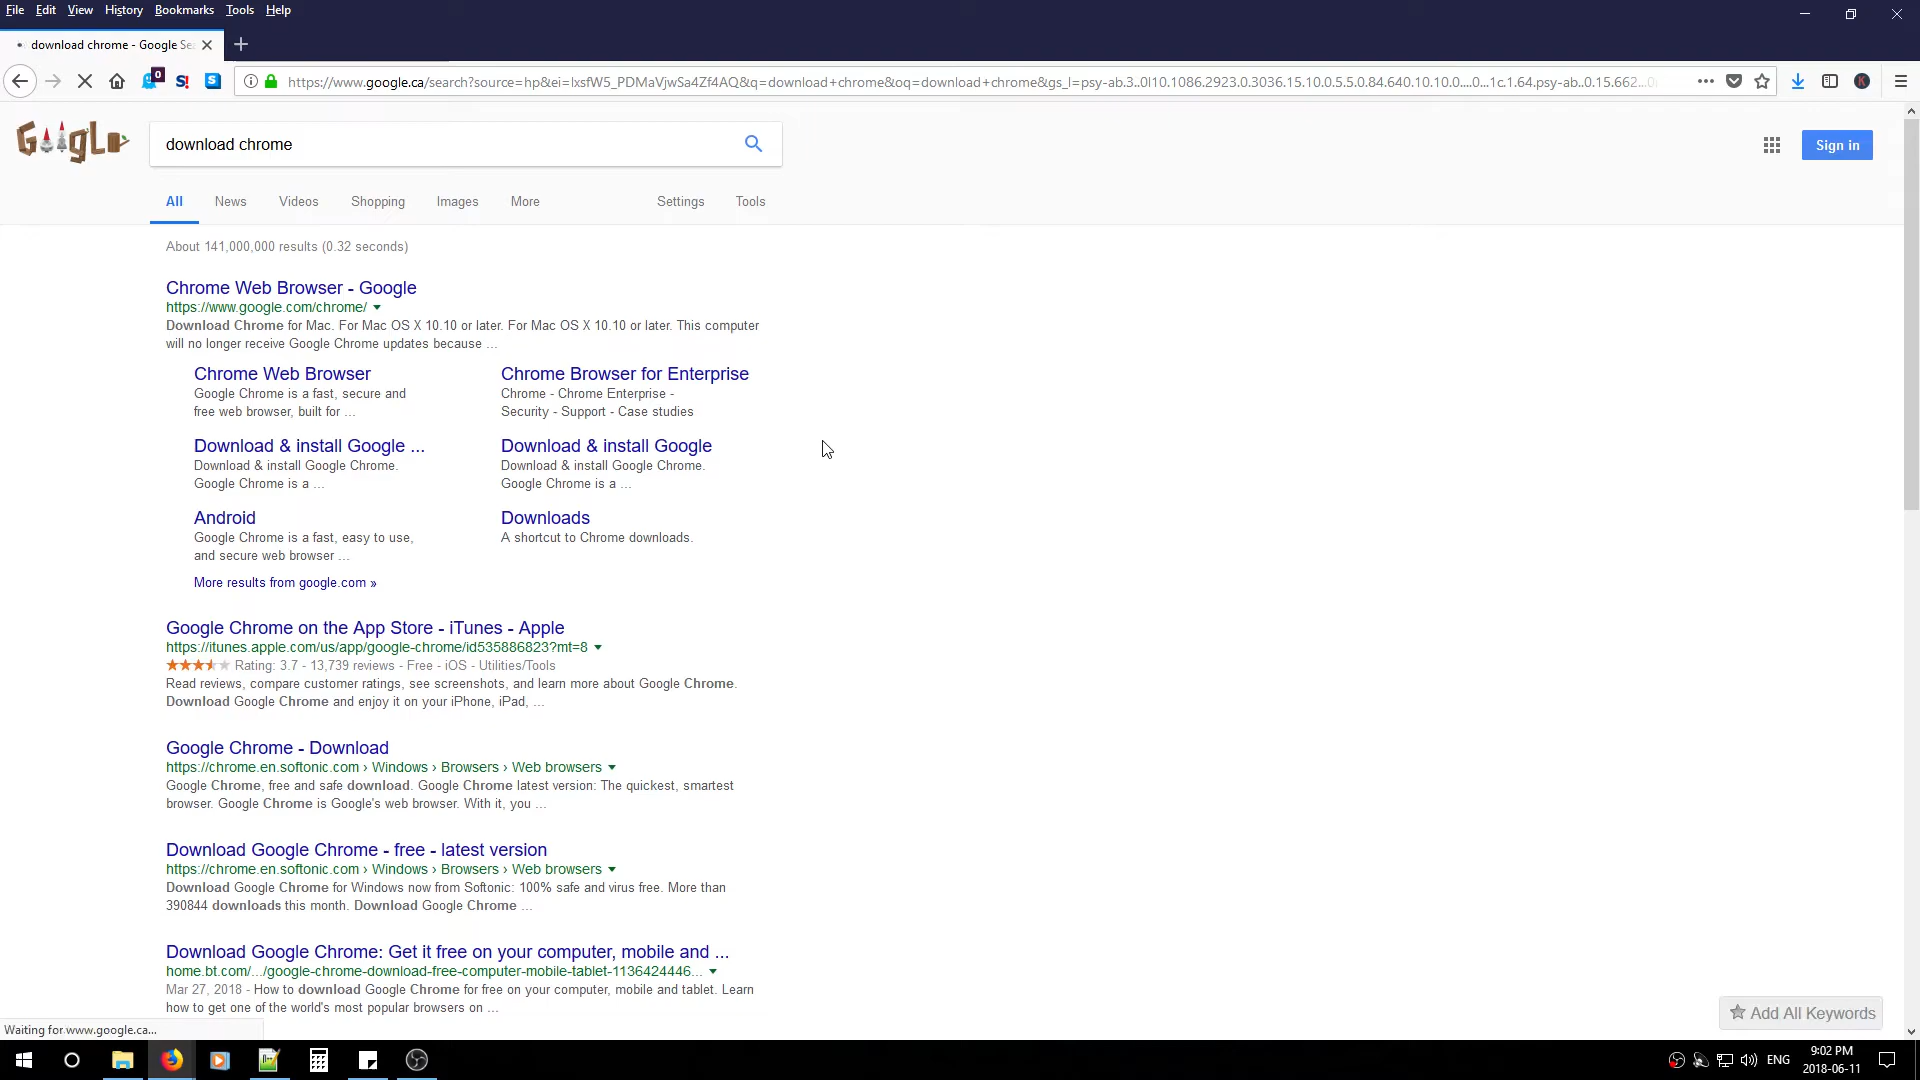 File Edit View History Bookmarks Tools Help
download chrome - Google Se
0
S!
S
https://www.google.ca/search?source=hp&ei=lxsfW5_PDMaVjwSa4Zf4AQ&q=download+chrome&oq=download+chrome&gs_l=psy-ab.3..0l10.1086.2923.0.3036.15.10.0.5.5.0.84.640.10.10.0....0...1c.1.64.psy-ab..0.15.662...0
K
Google
download chrome
Sign in
All News Videos Shopping Images More Settings Tools
About 141,000,000 results (0.32 seconds)
Chrome Web Browser - Google
https://www.google.com/chrome/
Download Chrome for Mac. For Mac OS X 10.10 or later. For Mac OS X 10.10 or later. This computer
will no longer receive Google Chrome updates because ...
Chrome Web Browser
Google Chrome is a fast, secure and
free web browser, built for ...
Chrome Browser for Enterprise
Chrome - Chrome Enterprise -
Security - Support - Case studies
Download & install Google ...
Download & install Google Chrome.
Google Chrome is a ...
Download & install Google
Download & install Google Chrome.
Google Chrome is a ...
Android
Google Chrome is a fast, easy to use,
and secure web browser ...
Downloads
A shortcut to Chrome downloads.
More results from google.com »
Google Chrome on the App Store - iTunes - Apple
https://itunes.apple.com/us/app/google-chrome/id535886823?mt=8
Rating: 3.7 - 13,739 reviews - Free - iOS - Utilities/Tools
Read reviews, compare customer ratings, see screenshots, and learn more about Google Chrome.
Download Google Chrome and enjoy it on your iPhone, iPad, ...
Google Chrome - Download
https://chrome.en.softonic.com › Windows › Browsers › Web browsers
Google Chrome, free and safe download. Google Chrome latest version: The quickest, smartest
browser. Google Chrome is Google's web browser. With it, you ...
Download Google Chrome - free - latest version
https://chrome.en.softonic.com › Windows › Browsers › Web browsers
Download Google Chrome for Windows now from Softonic: 100% safe and virus free. More than
390844 downloads this month. Download Google Chrome ...
Download Google Chrome: Get it free on your computer, mobile and ...
home.bt.com/.../google-chrome-download-free-computer-mobile-tablet-1136424446...
Mar 27, 2018 - How to download Google Chrome for free on your computer, mobile and tablet. Learn
how to get one of the world's most popular browsers on ...
Add All Keywords
Waiting for www.google.ca...
ENG
9:02 PM
2018-06-11